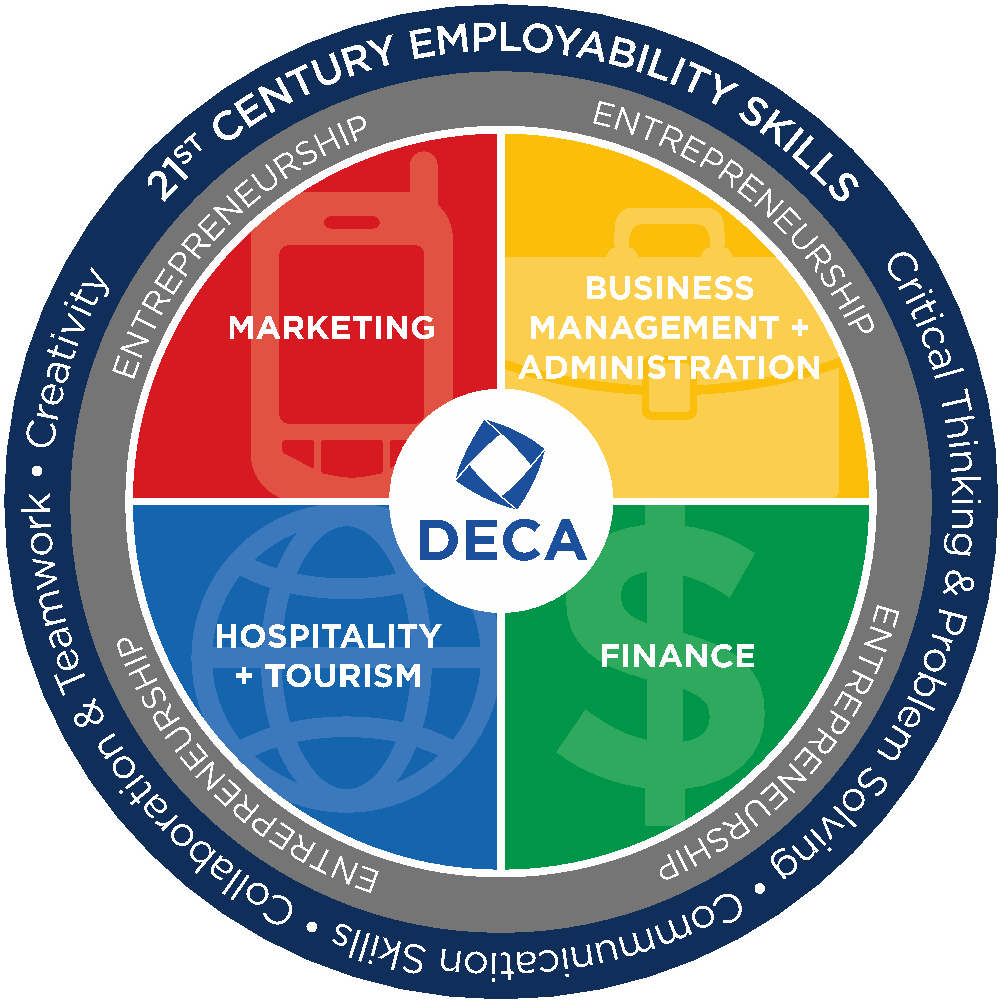 21ST CENTURY EMPLOYABILITY SKILLS
Critical Thinking & Problem Solving • Communication Skills • Collaboration & Teamwork • Creativity
ENTREPRENEURSHIP
ENTREPRENEURSHIP
ENTREPRENEURSHIP
ENTREPRENEURSHIP
MARKETING
BUSINESS
MANAGEMENT +
ADMINISTRATION
DECA
HOSPITALITY
+ TOURISM
$
FINANCE